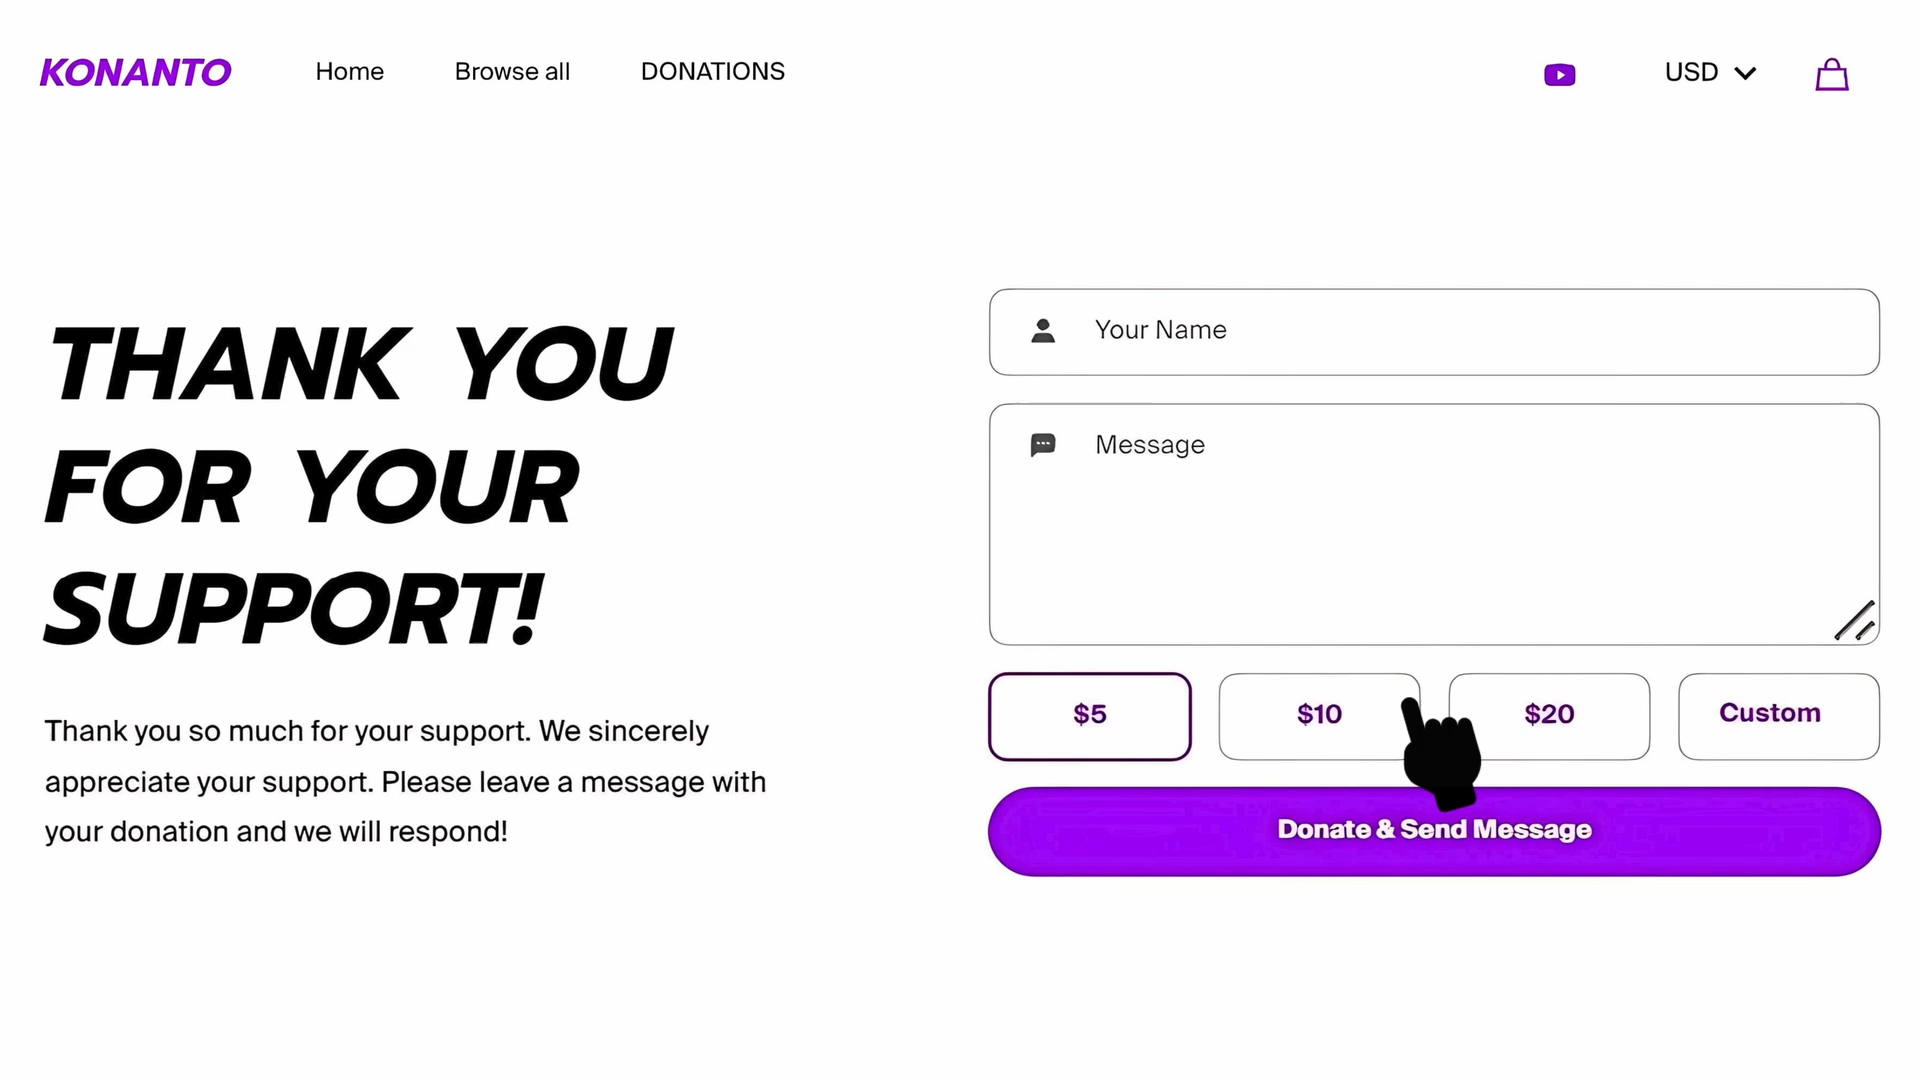 KONANTO
Home
Browse all
DONATIONS
USD
THANK YOU
FOR YOUR
SUPPORT!
Thank you so much for your support. We sincerely
appreciate your support. Please leave a message with
your donation and we will respond!
Your Name
Message
$5
$10
$20
Custom
Donate & Send Message